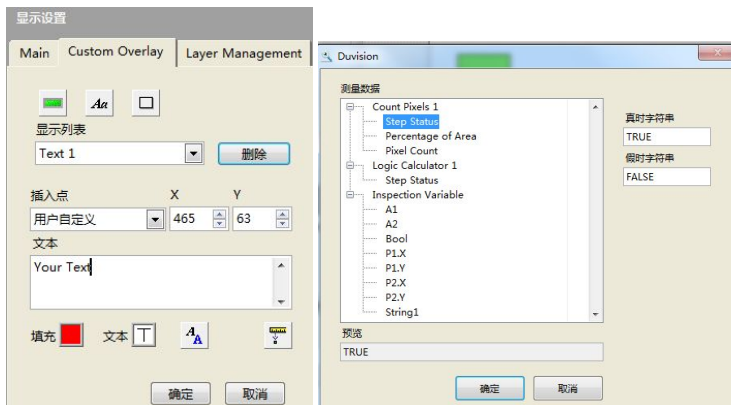 显示设置
Main
Custom Overlay
Layer Management
Aa
显示列表
Text 1
删除
插入点
X
Y
用户自定义
465
63
文本
Your Text
填充
文本
T
AA
确定
取消
Duvision
测量数据
Count Pixels 1
Step Status
Percentage of Area
Pixel Count
Logic Calculator 1
Step Status
Inspection Variable
A1
A2
Bool
P1.X
P1.Y
P2.X
P2.Y
String1
真时字符串
TRUE
假时字符串
FALSE
预览
TRUE
确定
取消